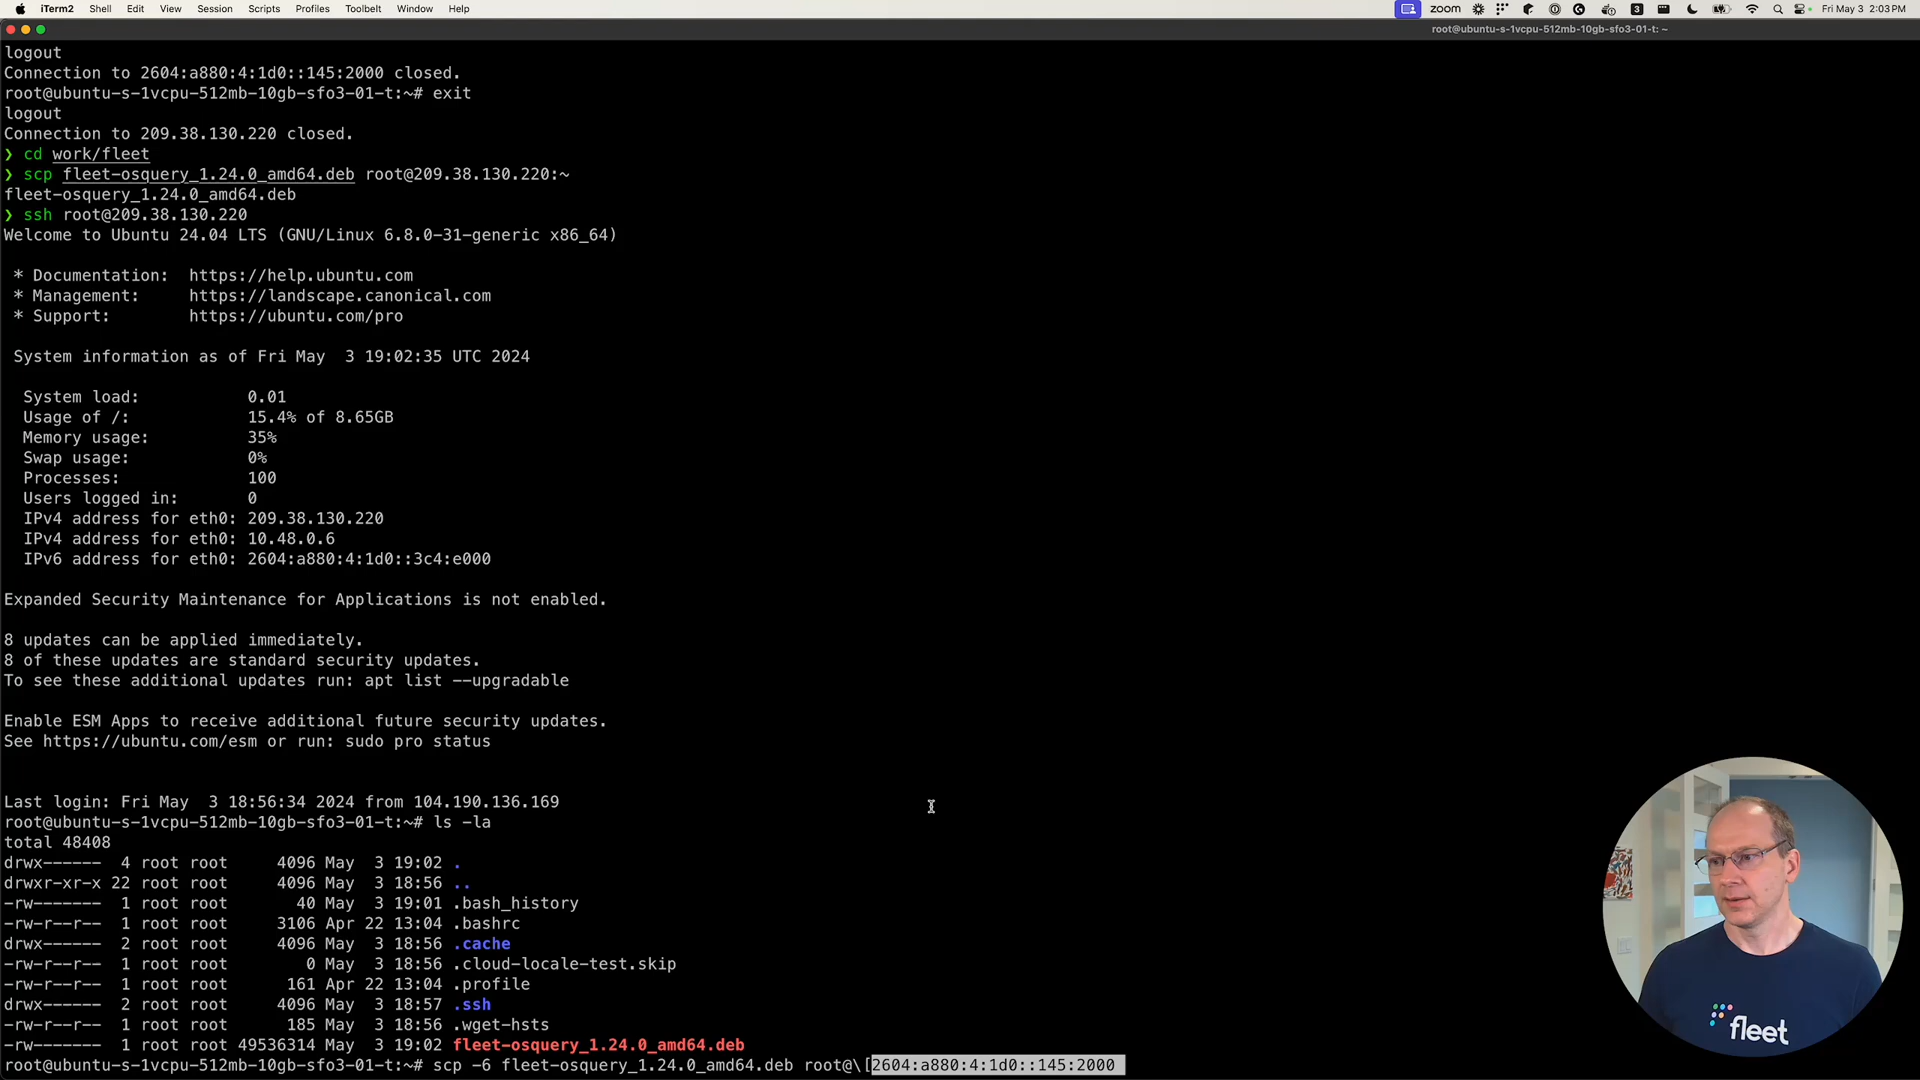 iTerm2 Shell Edit View Session Scripts Profiles Toolbelt Window Help zoom 3 Fri May 3 2:03 PM
root@ubuntu-s-1vcpu-512mb-10gb-sfo3-01-t: ~
logout
Connection to 2604:a880:4:1d0::145:2000 closed.
root@ubuntu-s-1vcpu-512mb-10gb-sfo3-01-t:~# exit
logout
Connection to 209.38.130.220 closed.
❯ cd work/fleet
❯ scp fleet-osquery_1.24.0_amd64.deb root@209.38.130.220:~
fleet-osquery_1.24.0_amd64.deb
❯ ssh root@209.38.130.220
Welcome to Ubuntu 24.04 LTS (GNU/Linux 6.8.0-31-generic x86_64)
* Documentation: https://help.ubuntu.com
* Management: https://landscape.canonical.com
* Support: https://ubuntu.com/pro
System information as of Fri May 3 19:02:35 UTC 2024
System load: 0.01
Usage of /: 15.4% of 8.65GB
Memory usage: 35%
Swap usage: 0%
Processes: 100
Users logged in: 0
IPv4 address for eth0: 209.38.130.220
IPv4 address for eth0: 10.48.0.6
IPv6 address for eth0: 2604:a880:4:1d0::3c4:e000
Expanded Security Maintenance for Applications is not enabled.
8 updates can be applied immediately.
8 of these updates are standard security updates.
To see these additional updates run: apt list --upgradable
Enable ESM Apps to receive additional future security updates.
See https://ubuntu.com/esm or run: sudo pro status
Last login: Fri May 3 18:56:34 2024 from 104.190.136.169
root@ubuntu-s-1vcpu-512mb-10gb-sfo3-01-t:~# ls -la
total 48408
drwx------ 4 root root 4096 May 3 19:02 .
drwxr-xr-x 22 root root 4096 May 3 18:56 ..
-rw------- 1 root root 40 May 3 19:01 .bash_history
-rw-r--r-- 1 root root 3106 Apr 22 13:04 .bashrc
drwx------ 2 root root 4096 May 3 18:56 .cache
-rw-r--r-- 1 root root 0 May 3 18:56 .cloud-locale-test.skip
-rw-r--r-- 1 root root 161 Apr 22 13:04 .profile
drwx------ 2 root root 4096 May 3 18:57 .ssh
-rw-r--r-- 1 root root 185 May 3 18:56 .wget-hsts
-rw------- 1 root root 49536314 May 3 19:02 fleet-osquery_1.24.0_amd64.deb
root@ubuntu-s-1vcpu-512mb-10gb-sfo3-01-t:~# scp -6 fleet-osquery_1.24.0_amd64.deb root@\[2604:a880:4:1d0::145:2000
fleet